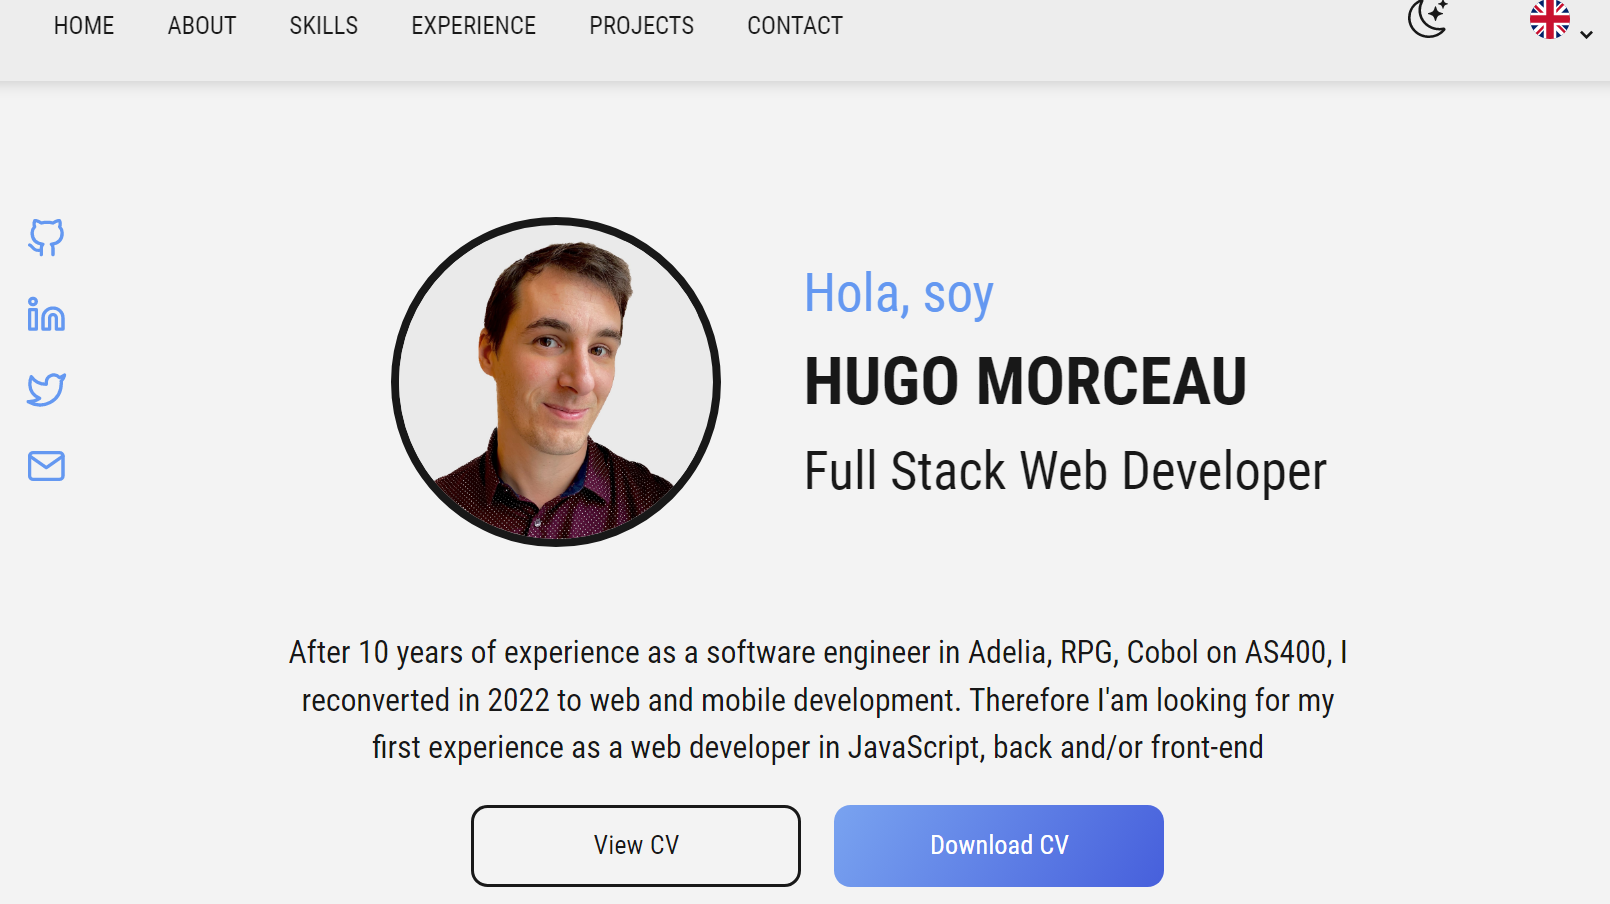 HOME ABOUT SKILLS EXPERIENCE PROJECTS CONTACT
Hola, soy
HUGO MORCEAU
Full Stack Web Developer
After 10 years of experience as a software engineer in Adelia, RPG, Cobol on AS400, I
reconverted in 2022 to web and mobile development. Therefore I'am looking for my
first experience as a web developer in JavaScript, back and/or front-end
View CV Download CV